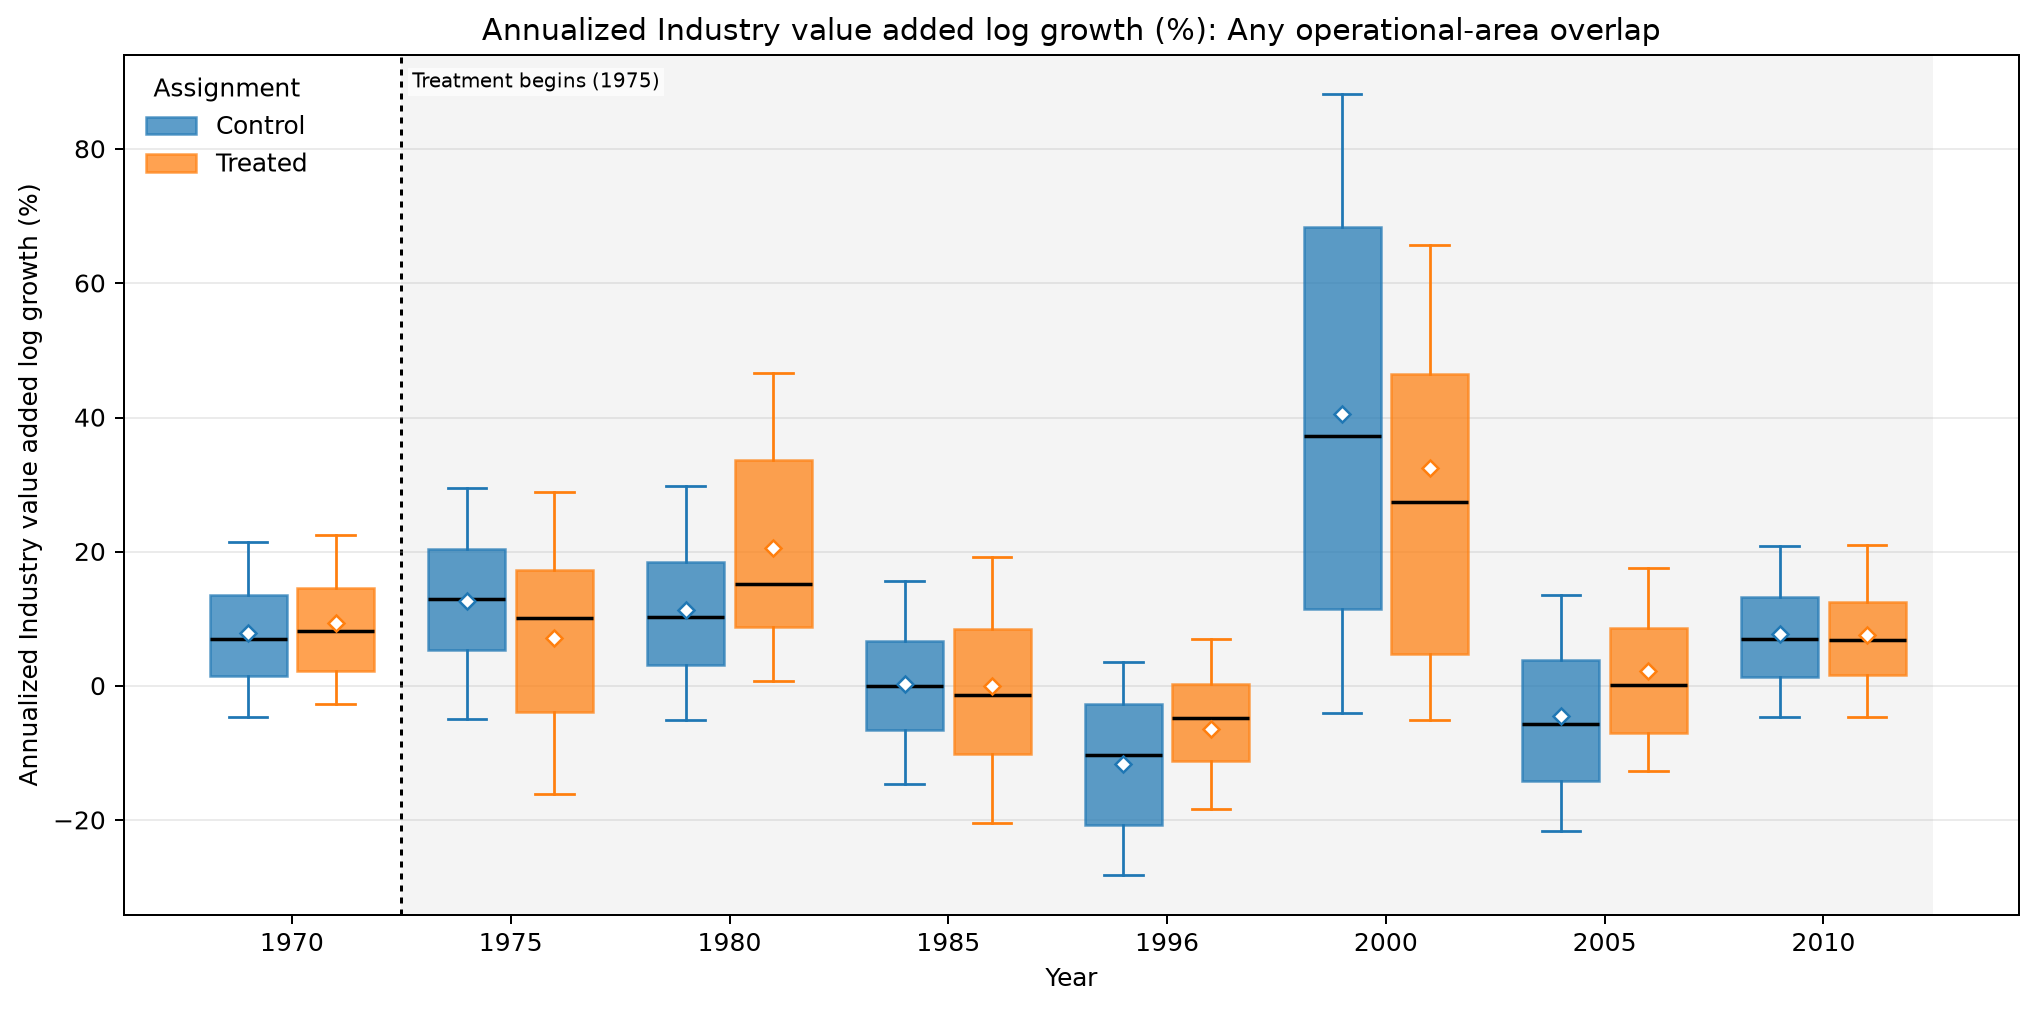 Annualized Industry value added log growth (%): Any operational-area overlap
Annualized Industry value added log growth (%)
Assignment
Control
Treated
Treatment begins (1975)
80
60
40
20
0
−20
1970 1975 1980 1985 1996 2000 2005 2010
Year